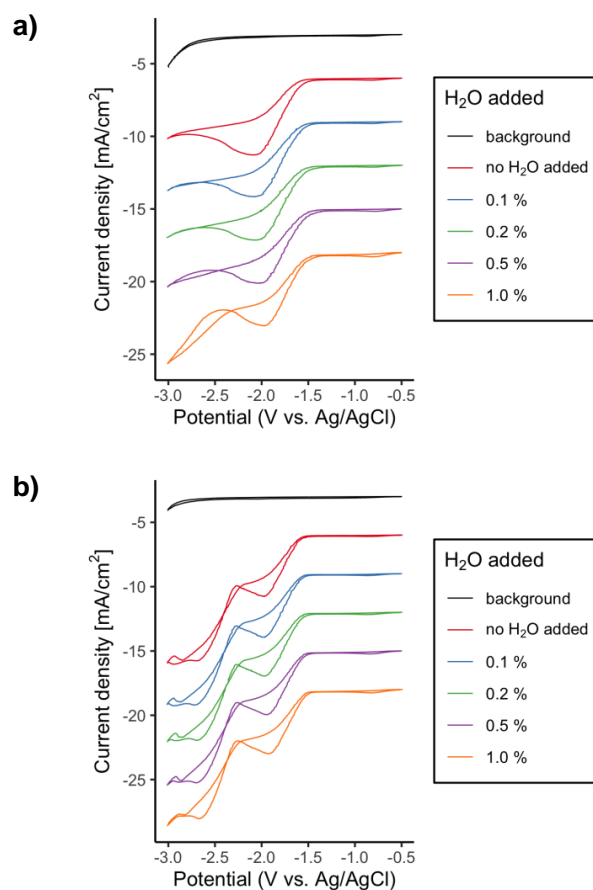 a)
Current density [mA/cm²]
-5
-10
-15
-20
-25
-3.0 -2.5 -2.0 -1.5 -1.0 -0.5
Potential (V vs. Ag/AgCl)
H₂O added
background
no H₂O added
0.1 %
0.2 %
0.5 %
1.0 %
b)
Current density [mA/cm²]
-5
-10
-15
-20
-25
-3.0 -2.5 -2.0 -1.5 -1.0 -0.5
Potential (V vs. Ag/AgCl)
H₂O added
background
no H₂O added
0.1 %
0.2 %
0.5 %
1.0 %